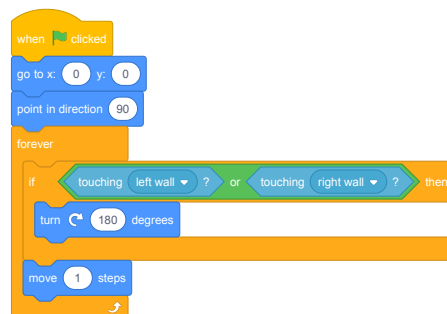 when clicked
go to x: 0 y: 0
point in direction 90
forever
if touching left wall ? or touching right wall ? then
turn 180 degrees
move 1 steps